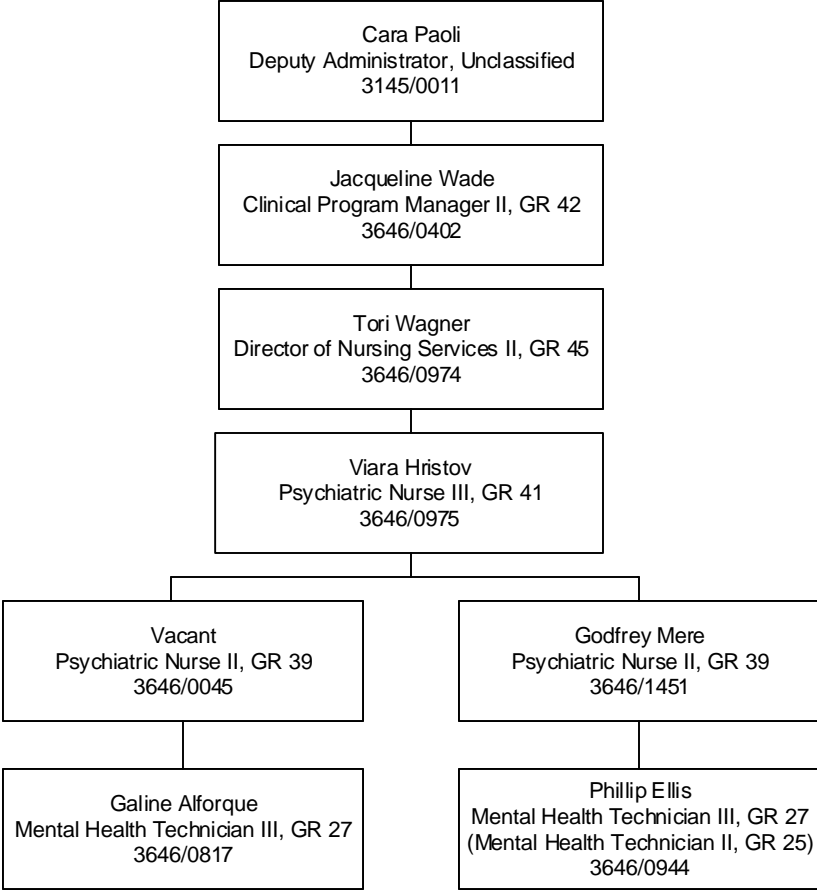 Cara Paoli
Deputy Administrator, Unclassified
3145/0011
Jacqueline Wade
Clinical Program Manager II, GR 42
3646/0402
Tori Wagner
Director of Nursing Services II, GR 45
3646/0974
Viara Hristov
Psychiatric Nurse III, GR 41
3646/0975
Vacant
Psychiatric Nurse II, GR 39
3646/0045
Godfrey Mere
Psychiatric Nurse II, GR 39
3646/1451
Galine Alforque
Mental Health Technician III, GR 27
3646/0817
Phillip Ellis
Mental Health Technician III, GR 27
(Mental Health Technician II, GR 25)
3646/0944